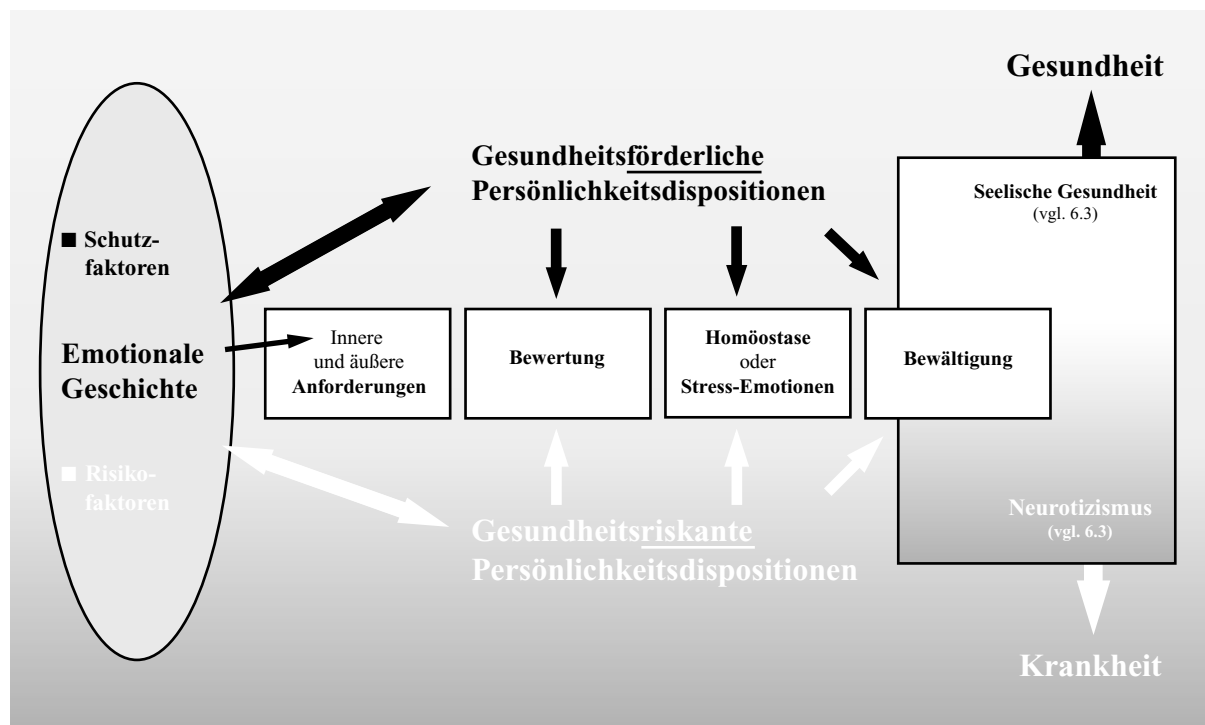 Gesundheit
Gesundheitsförderliche
Persönlichkeitsdispositionen
Seelische Gesundheit
(vgl. 6.3)
■ Schutz-
faktoren
Emotionale
Geschichte
Innere
und äußere
Anforderungen
Bewertung
Homöostase
oder
Stress-Emotionen
Bewältigung
■ Risiko-
faktoren
Gesundheitsriskante
Persönlichkeitsdispositionen
Neurotizismus
(vgl. 6.3)
Krankheit